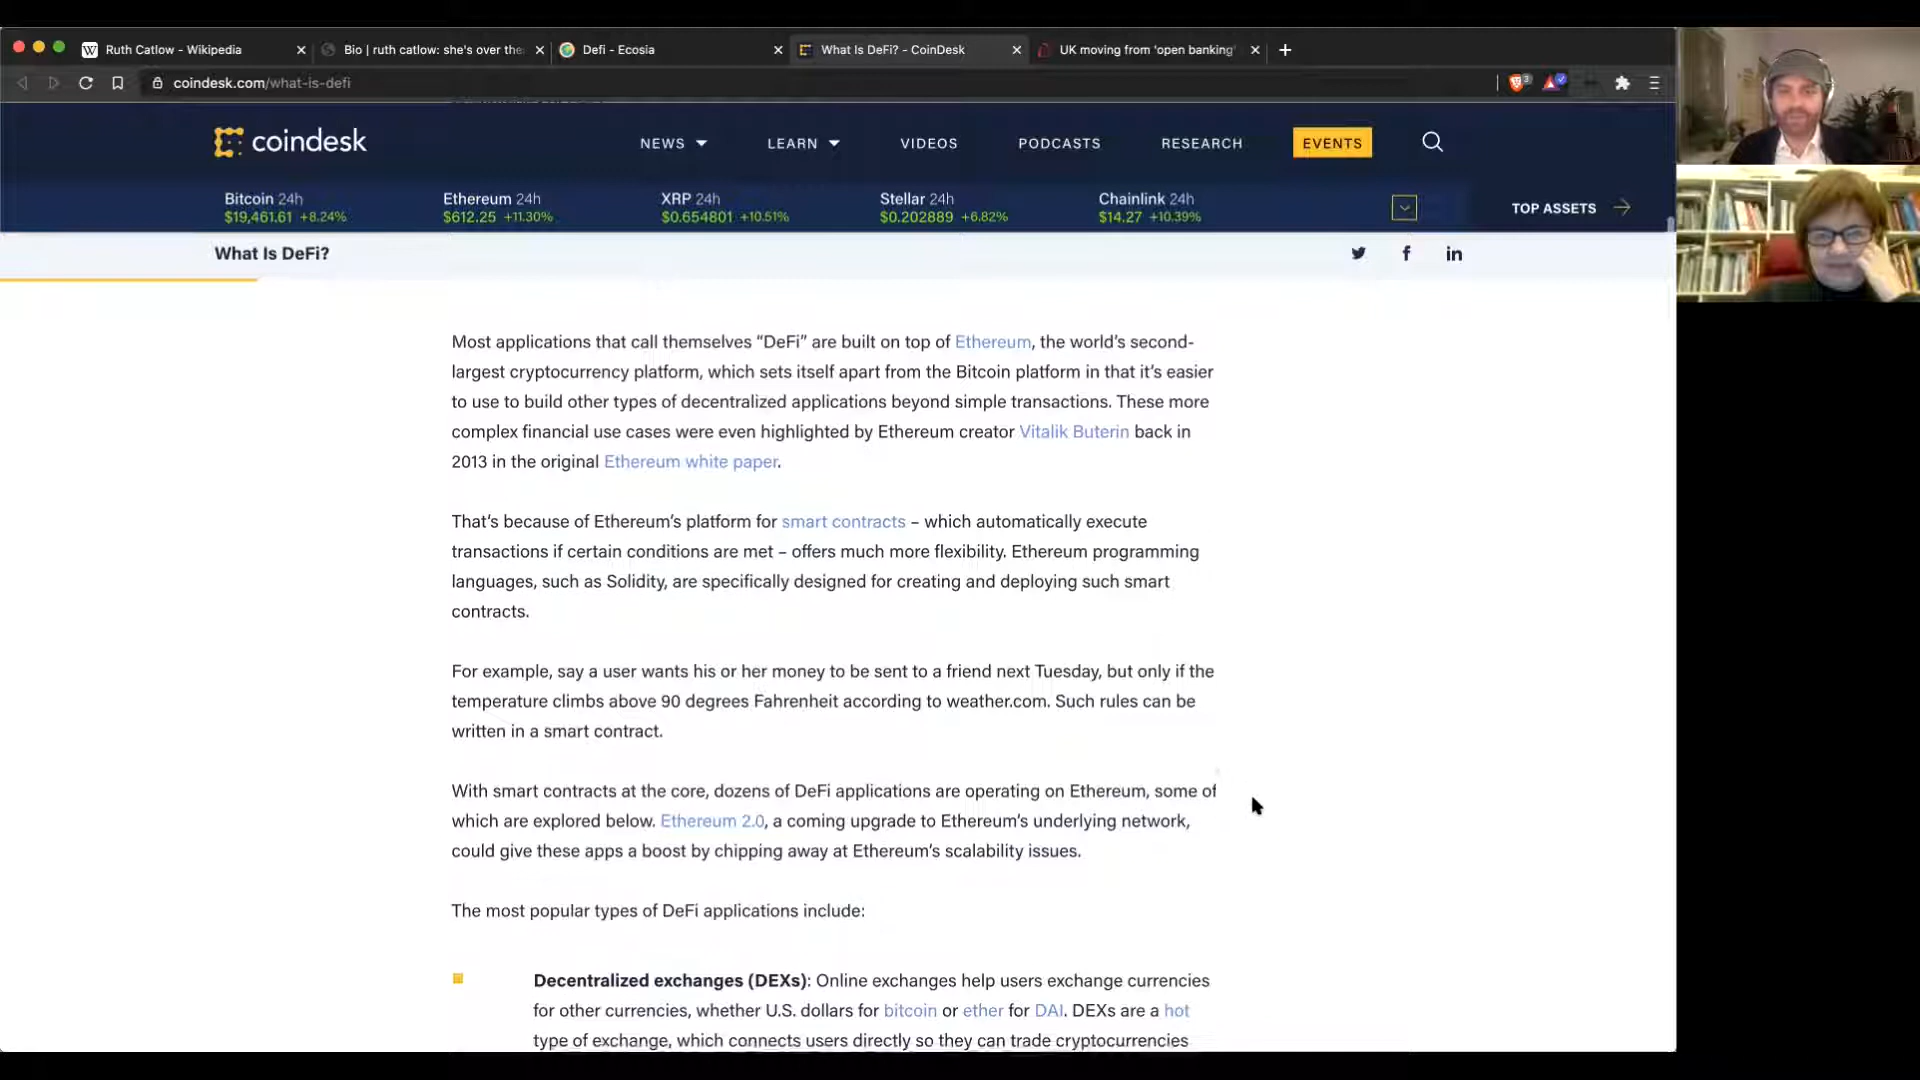 Ruth Catlow - Wikipedia
Bio | ruth catlow: she's over the
Defi - Ecosia
What Is DeFi? - CoinDesk
UK moving from 'open banking'
coindesk.com/what-is-defi
3
coindesk
NEWS
LEARN
VIDEOS
PODCASTS
RESEARCH
EVENTS
Bitcoin 24h
$19,461.61 +8.24%
Ethereum 24h
$612.25 +11.30%
XRP 24h
$0.654801 +10.51%
Stellar 24h
$0.202889 +6.82%
Chainlink 24h
$14.27 +10.39%
TOP ASSETS
What Is DeFi?
Most applications that call themselves “DeFi” are built on top of Ethereum, the world’s second-
largest cryptocurrency platform, which sets itself apart from the Bitcoin platform in that it’s easier
to use to build other types of decentralized applications beyond simple transactions. These more
complex financial use cases were even highlighted by Ethereum creator Vitalik Buterin back in
2013 in the original Ethereum white paper.
That’s because of Ethereum’s platform for smart contracts – which automatically execute
transactions if certain conditions are met – offers much more flexibility. Ethereum programming
languages, such as Solidity, are specifically designed for creating and deploying such smart
contracts.
For example, say a user wants his or her money to be sent to a friend next Tuesday, but only if the
temperature climbs above 90 degrees Fahrenheit according to weather.com. Such rules can be
written in a smart contract.
With smart contracts at the core, dozens of DeFi applications are operating on Ethereum, some of
which are explored below. Ethereum 2.0, a coming upgrade to Ethereum’s underlying network,
could give these apps a boost by chipping away at Ethereum’s scalability issues.
The most popular types of DeFi applications include:
Decentralized exchanges (DEXs): Online exchanges help users exchange currencies
for other currencies, whether U.S. dollars for bitcoin or ether for DAI. DEXs are a hot
type of exchange, which connects users directly so they can trade cryptocurrencies